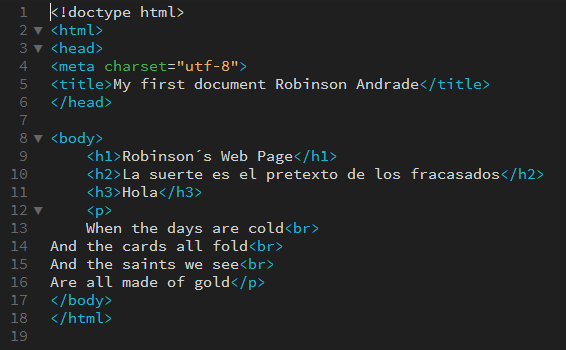 1 <!doctype html>
2 <html>
3 <head>
4 <meta charset="utf-8">
5 <title>My first document Robinson Andrade</title>
6 </head>
7
8 <body>
9 <h1>Robinson´s Web Page</h1>
10 <h2>La suerte es el pretexto de los fracasados</h2>
11 <h3>Hola</h3>
12 <p>
13 When the days are cold<br>
14 And the cards all fold<br>
15 And the saints we see<br>
16 Are all made of gold</p>
17 </body>
18 </html>
19